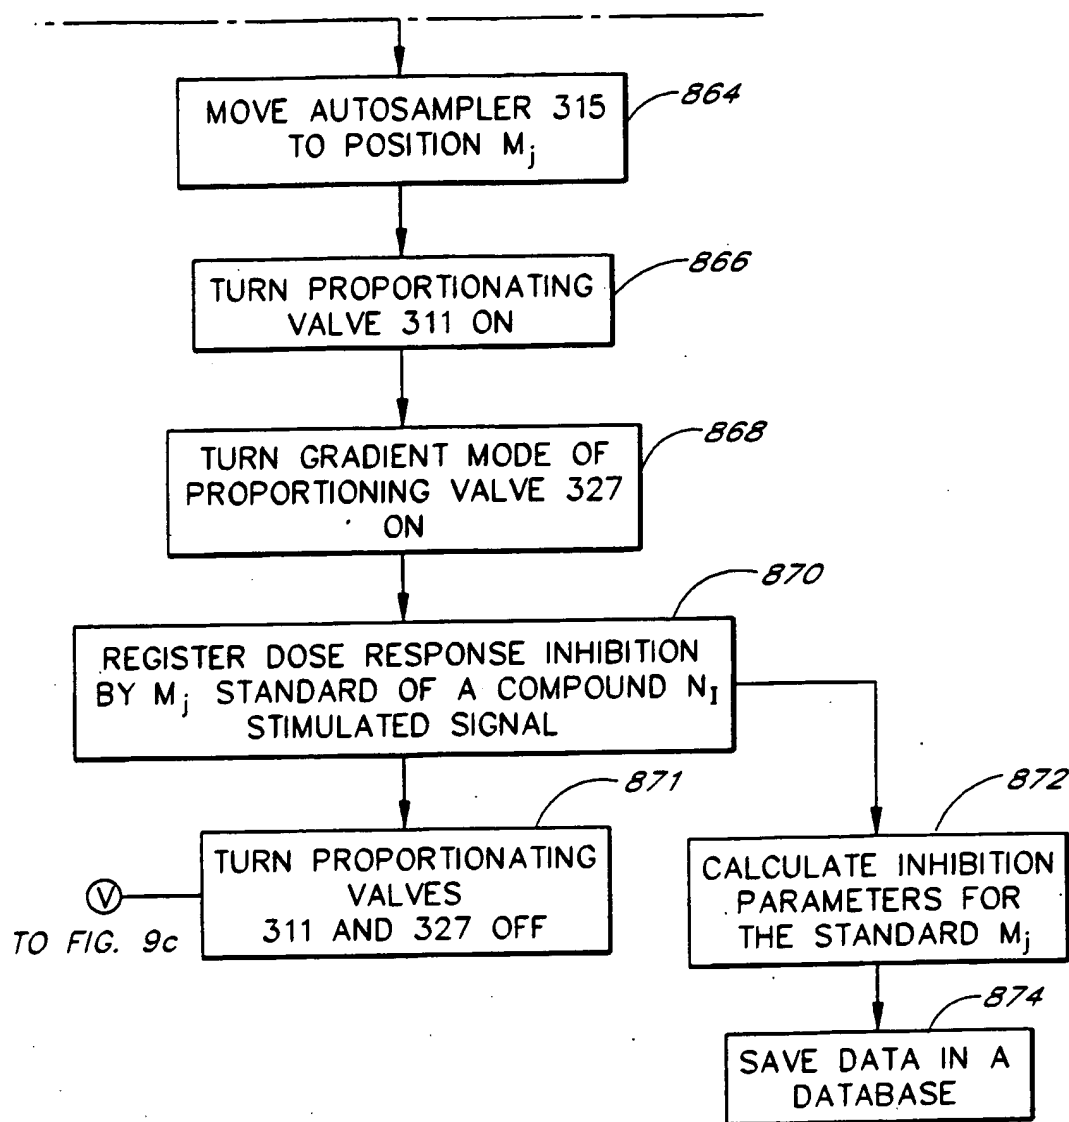 864
MOVE AUTOSAMPLER 315
TO POSITION Mj
866
TURN PROPORTIONATING
VALVE 311 ON
868
TURN GRADIENT MODE OF
PROPORTIONING VALVE 327
ON
870
REGISTER DOSE RESPONSE INHIBITION
BY Mj STANDARD OF A COMPOUND NI
STIMULATED SIGNAL
871
TURN PROPORTIONATING
VALVES
311 AND 327 OFF
V
TO FIG. 9c
872
CALCULATE INHIBITION
PARAMETERS FOR
THE STANDARD Mj
874
SAVE DATA IN A
DATABASE